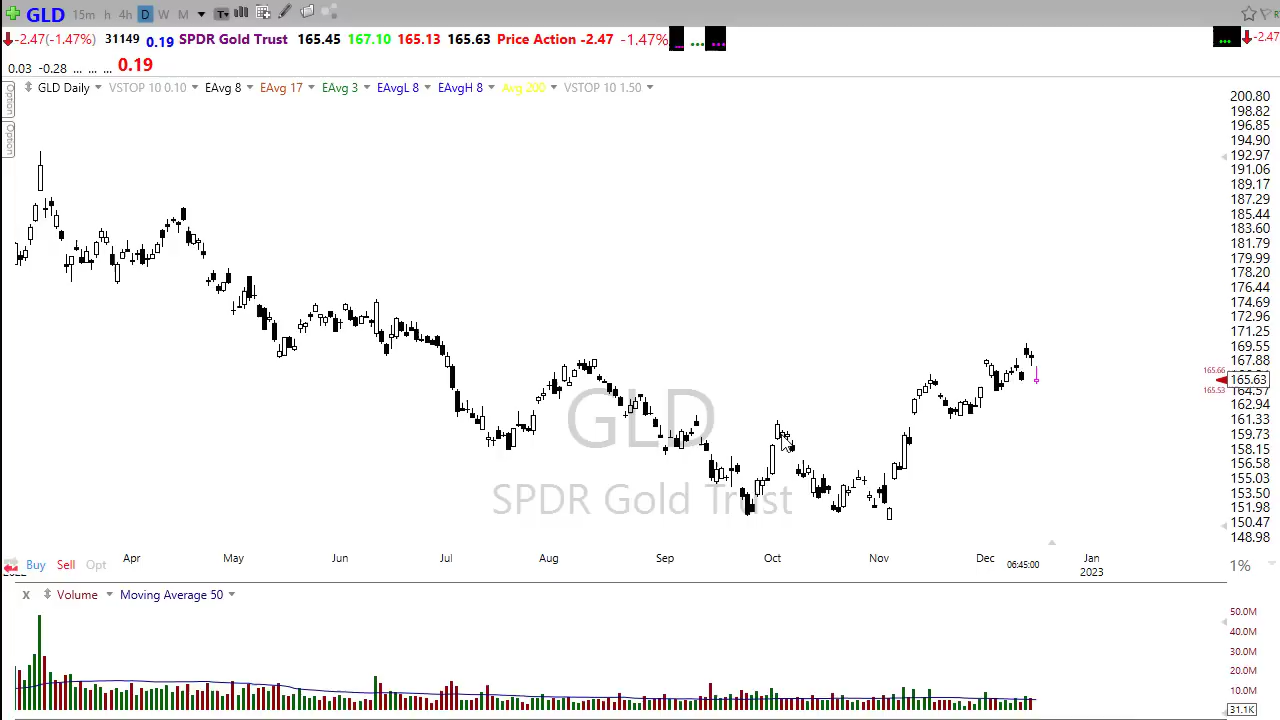 GLD 15m h 4h D W M T
-2.47(-1.47%) 31149 0.19 SPDR Gold Trust 165.45 167.10 165.13 165.63 Price Action -2.47 -1.47% ... ... ... -2.47
0.03 -0.28 ... ... ... 0.19
Option
Option
GLD Daily VSTOP 10 0.10 EAvg 8 EAvg 17 EAvg 3 EAvgL 8 EAvgH 8 Avg 200 VSTOP 10 1.50
200.80
198.82
196.85
194.90
192.97
191.06
189.17
187.29
185.44
183.60
181.79
179.99
178.20
176.44
174.69
172.96
171.25
169.55
167.88
165.66
165.63
165.53
164.57
162.94
161.33
159.73
158.15
156.58
155.03
153.50
151.98
150.47
148.98
GLD
SPDR Gold Trust
Apr May Jun Jul Aug Sep Oct Nov Dec 06:45:00 Jan
2023
Buy Sell Opt 1%
x Volume Moving Average 50
50.0M
40.0M
30.0M
20.0M
10.0M
31.1K